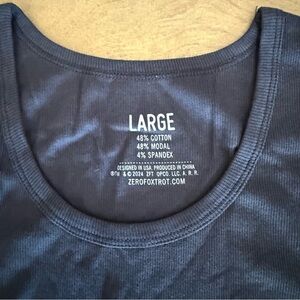 LARGE
48% COTTON
48% MODAL
4% SPANDEX
DESIGNED IN USA. PRODUCED IN CHINA
& © 2024 ZFT OPCO, LLC. A. R. R.
ZEROFOXTROT.COM